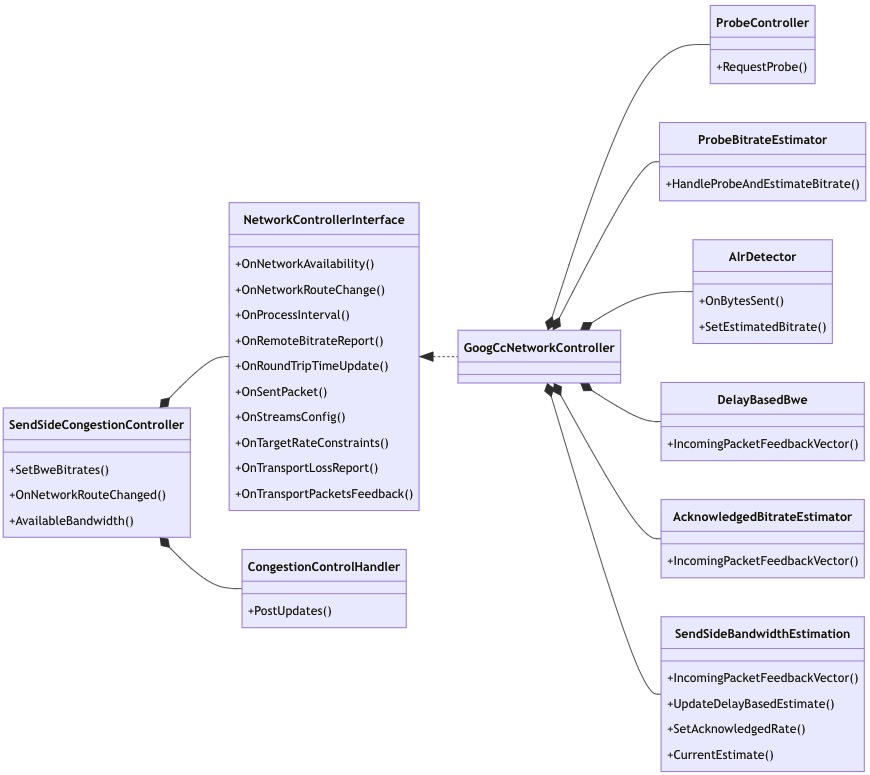 ProbeController
+RequestProbe()
ProbeBitrateEstimator
+HandleProbeAndEstimateBitrate()
NetworkControllerInterface
+OnNetworkAvailability()
+OnNetworkRouteChange()
+OnProcessInterval()
+OnRemoteBitrateReport()
+OnRoundTripTimeUpdate()
+OnSentPacket()
+OnStreamsConfig()
+OnTargetRateConstraints()
+OnTransportLossReport()
+OnTransportPacketsFeedback()
AlrDetector
+OnBytesSent()
+SetEstimatedBitrate()
GoogCcNetworkController
DelayBasedBwe
+IncomingPacketFeedbackVector()
SendSideCongestionController
+SetBweBitrates()
+OnNetworkRouteChanged()
+AvailableBandwidth()
AcknowledgedBitrateEstimator
+IncomingPacketFeedbackVector()
CongestionControlHandler
+PostUpdates()
SendSideBandwidthEstimation
+IncomingPacketFeedbackVector()
+UpdateDelayBasedEstimate()
+SetAcknowledgedRate()
+CurrentEstimate()